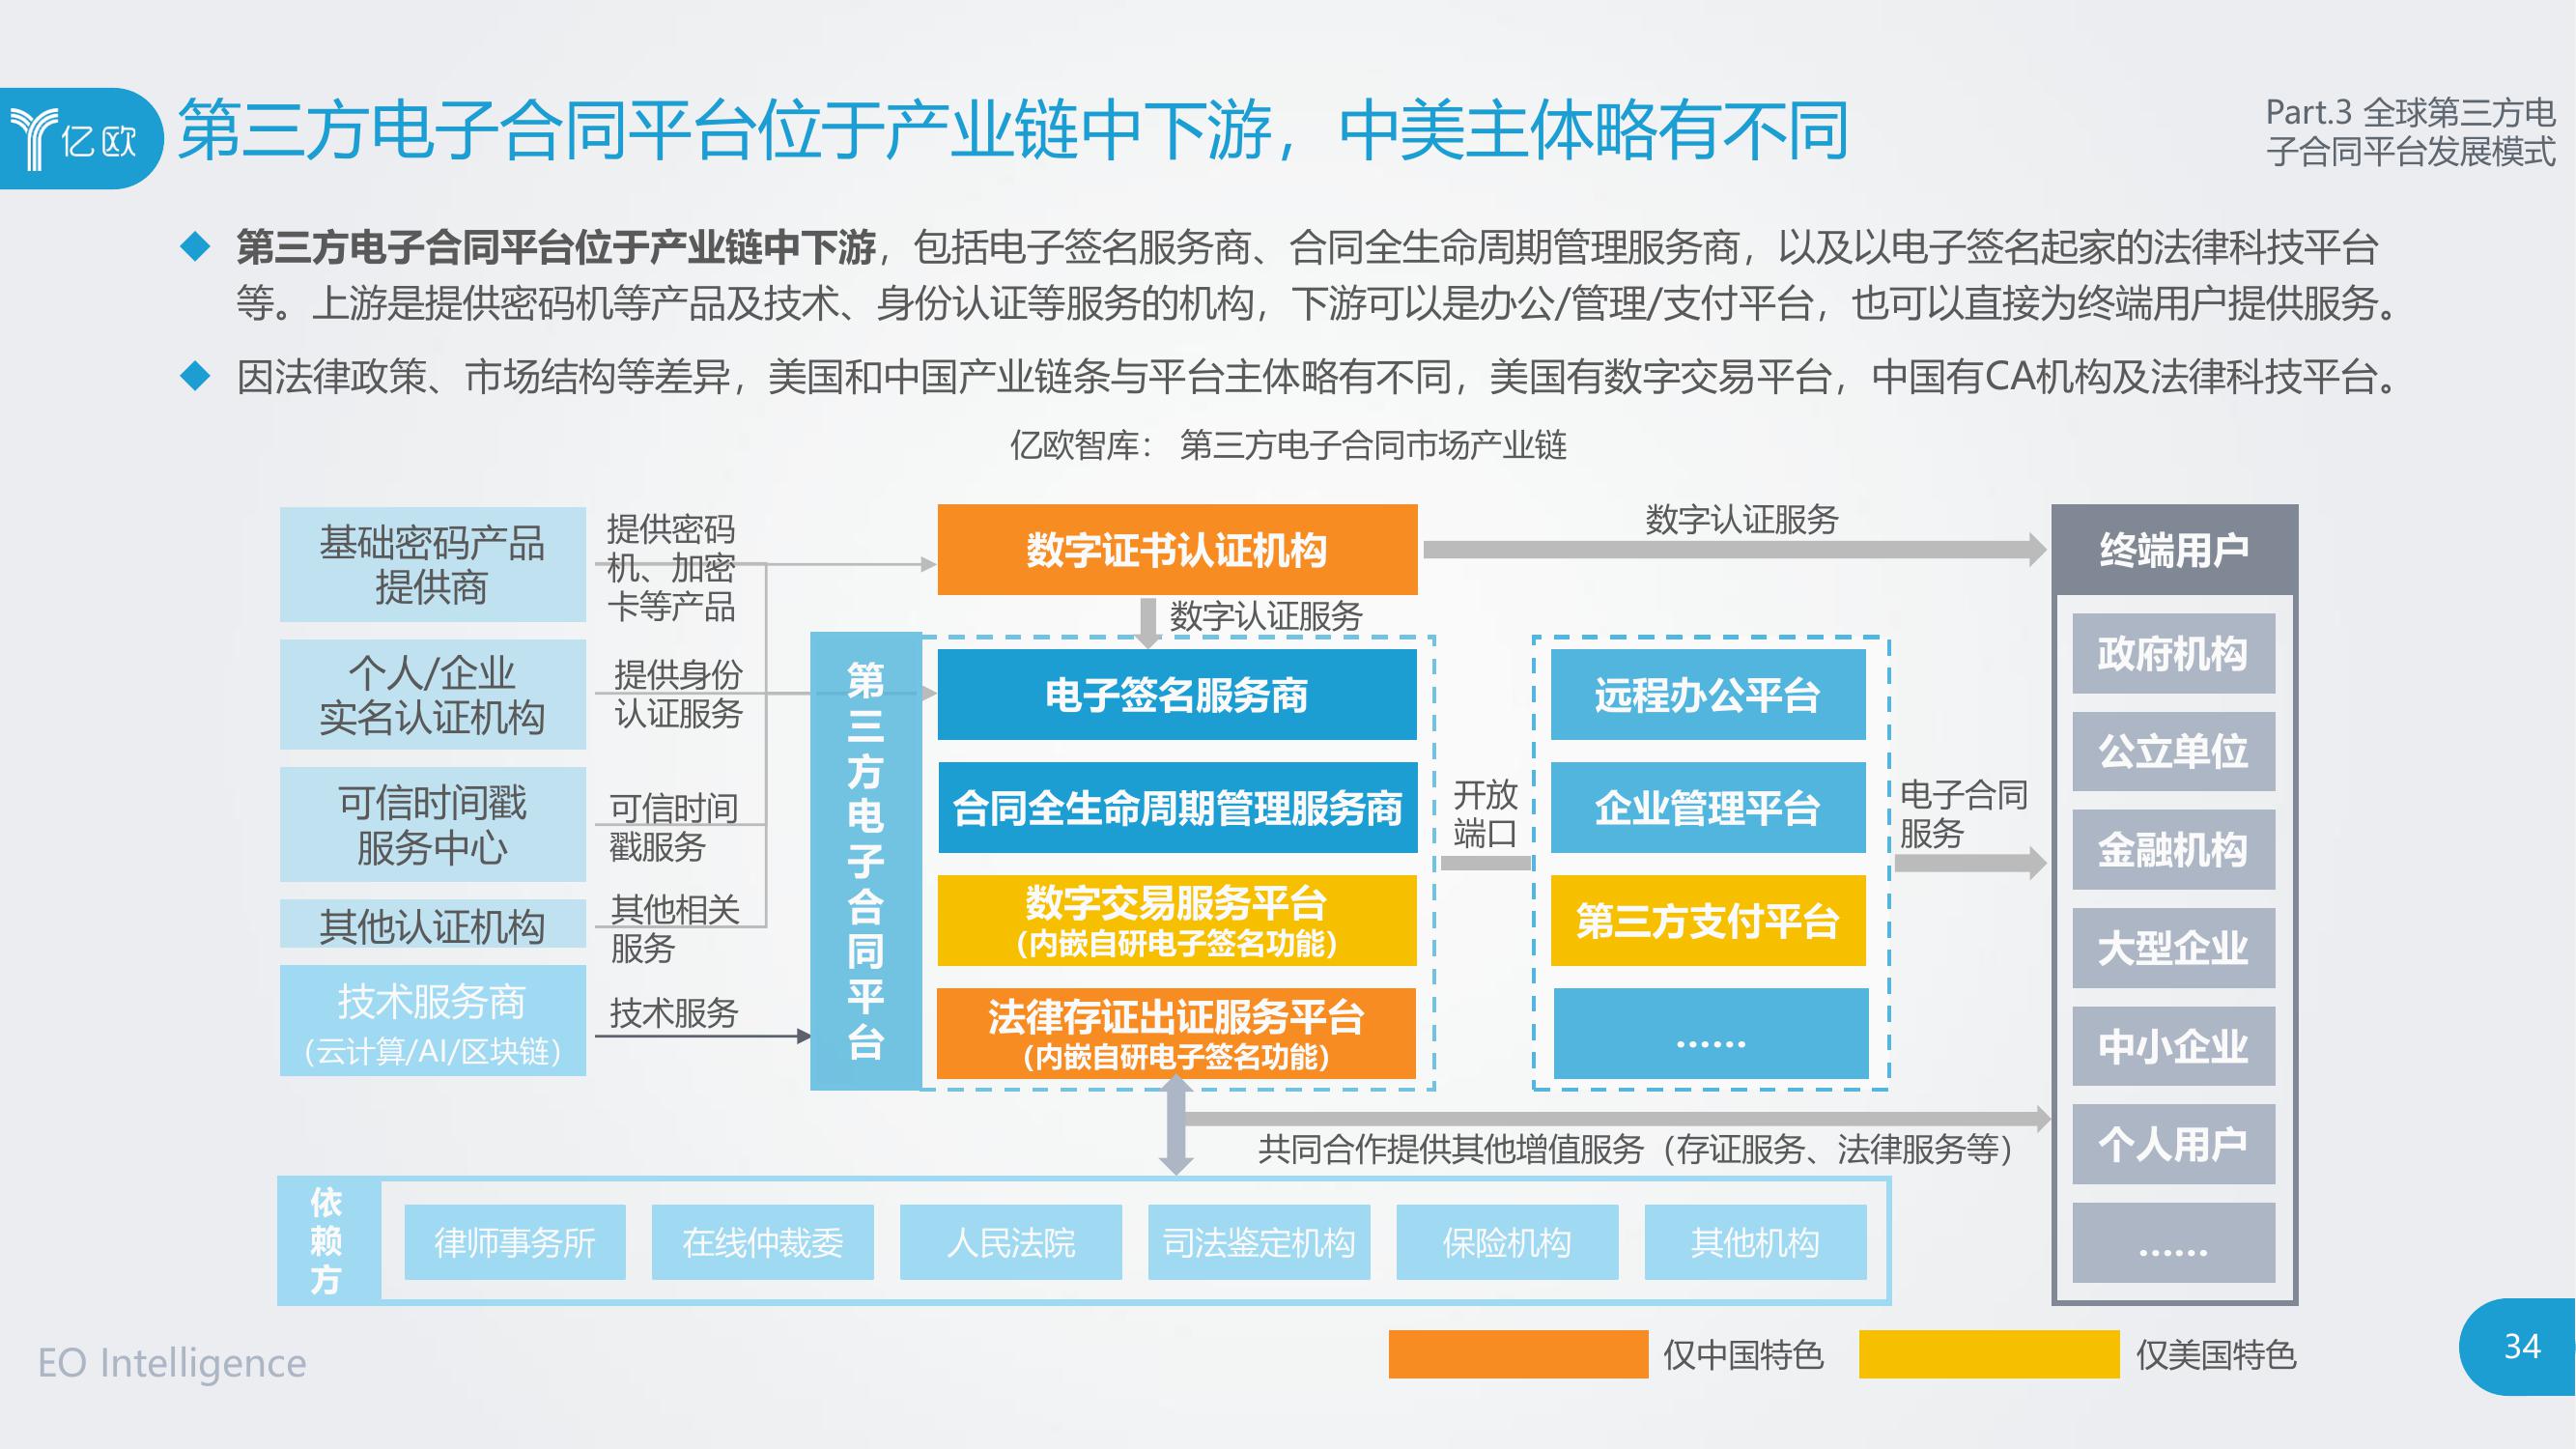 亿欧
第三方电子合同平台位于产业链中下游，中美主体略有不同
Part.3 全球第三方电
子合同平台发展模式
第三方电子合同平台位于产业链中下游，包括电子签名服务商、合同全生命周期管理服务商，以及以电子签名起家的法律科技平台
等。上游是提供密码机等产品及技术、身份认证等服务的机构，下游可以是办公/管理/支付平台，也可以直接为终端用户提供服务。
因法律政策、市场结构等差异，美国和中国产业链条与平台主体略有不同，美国有数字交易平台，中国有CA机构及法律科技平台。
亿欧智库： 第三方电子合同市场产业链
基础密码产品
提供商
个人/企业
实名认证机构
可信时间戳
服务中心
其他认证机构
技术服务商
（云计算/AI/区块链）
提供密码
机、加密
卡等产品
提供身份
认证服务
可信时间
戳服务
其他相关
服务
技术服务
第三方电子合同平台
数字证书认证机构
数字认证服务
电子签名服务商
合同全生命周期管理服务商
数字交易服务平台
（内嵌自研电子签名功能）
法律存证出证服务平台
（内嵌自研电子签名功能）
开放
端口
远程办公平台
企业管理平台
第三方支付平台
……
数字认证服务
电子合同
服务
共同合作提供其他增值服务（存证服务、法律服务等）
终端用户
政府机构
公立单位
金融机构
大型企业
中小企业
个人用户
……
依赖方
律师事务所
在线仲裁委
人民法院
司法鉴定机构
保险机构
其他机构
仅中国特色
仅美国特色
EO Intelligence
34